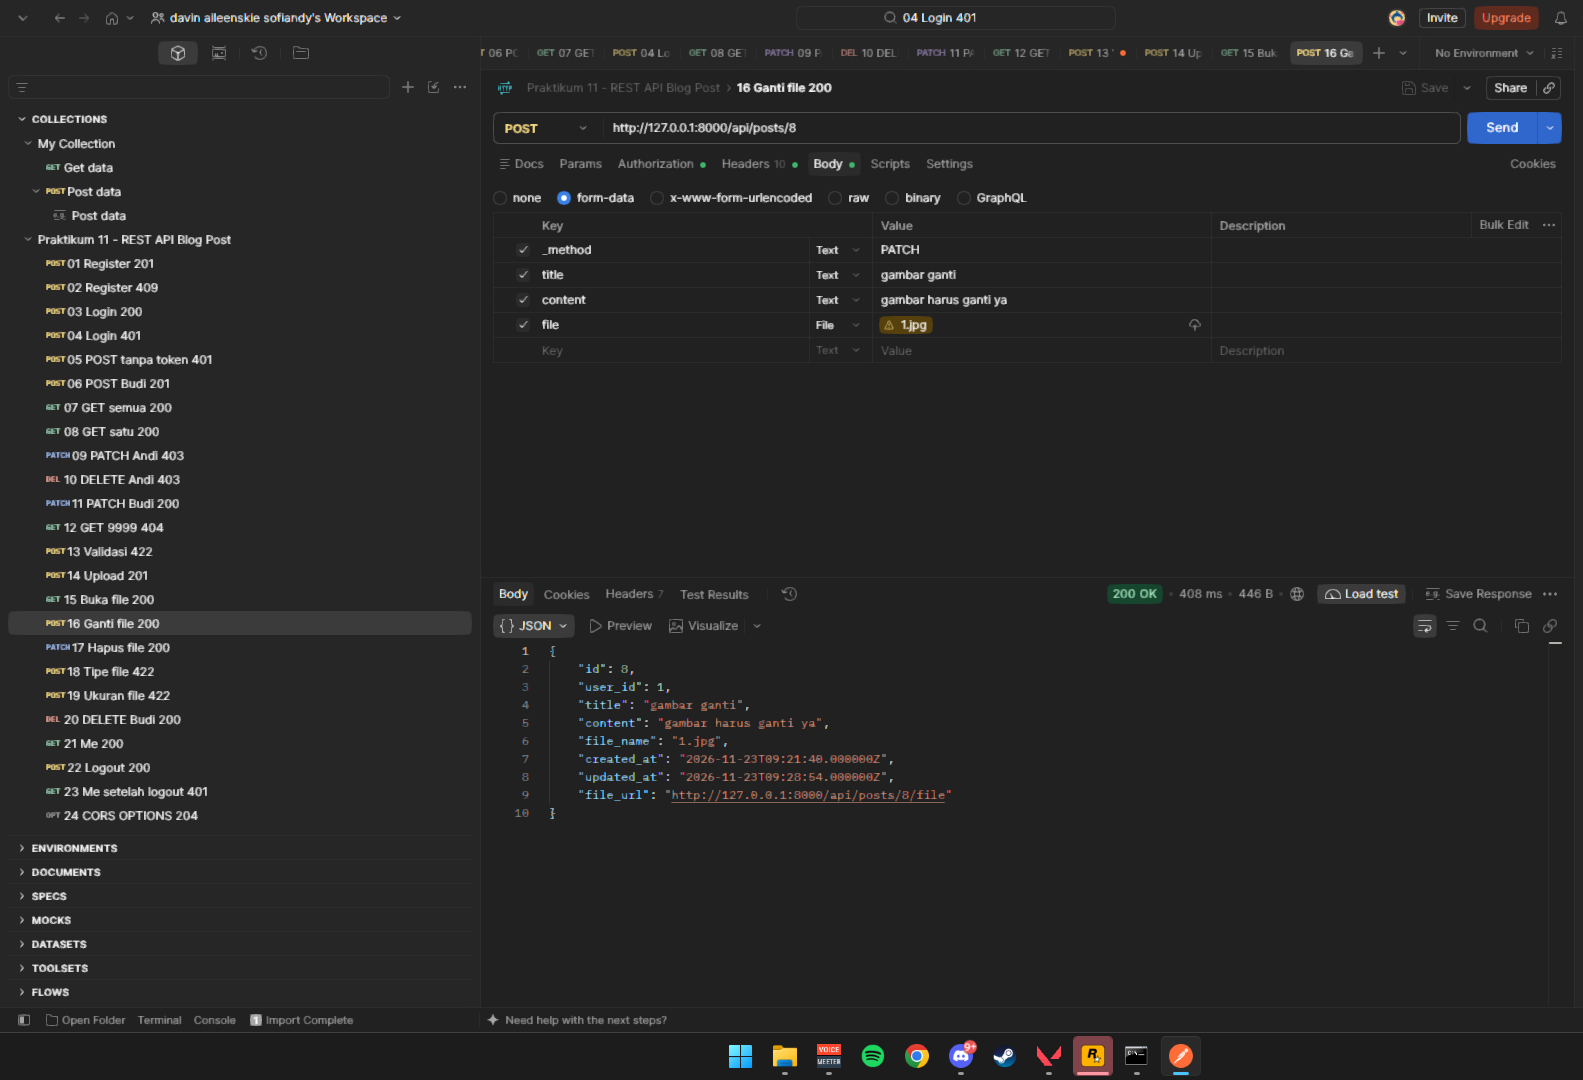 davin aileenskie sofiandy's Workspace
04 Login 401
Invite
Upgrade
06 PC
GET 07 GET
POST 04 Lo
GET 08 GET
PATCH 09 P
DEL 10 DEL
PATCH 11 PA
GET 12 GET
POST 13
POST 14 Up
GET 15 Buk
POST 16 Ga
No Environment
COLLECTIONS
My Collection
GET Get data
POST Post data
e.g. Post data
Praktikum 11 - REST API Blog Post
POST 01 Register 201
POST 02 Register 409
POST 03 Login 200
POST 04 Login 401
POST 05 POST tanpa token 401
POST 06 POST Budi 201
GET 07 GET semua 200
GET 08 GET satu 200
PATCH 09 PATCH Andi 403
DEL 10 DELETE Andi 403
PATCH 11 PATCH Budi 200
GET 12 GET 9999 404
POST 13 Validasi 422
POST 14 Upload 201
GET 15 Buka file 200
POST 16 Ganti file 200
PATCH 17 Hapus file 200
POST 18 Tipe file 422
POST 19 Ukuran file 422
DEL 20 DELETE Budi 200
GET 21 Me 200
POST 22 Logout 200
GET 23 Me setelah logout 401
OPT 24 CORS OPTIONS 204
ENVIRONMENTS
DOCUMENTS
SPECS
MOCKS
DATASETS
TOOLSETS
FLOWS
HTTP Praktikum 11 - REST API Blog Post › 16 Ganti file 200
Save
Share
POST http://127.0.0.1:8000/api/posts/8
Send
Docs Params Authorization Headers 10 Body Scripts Settings
Cookies
none form-data x-www-form-urlencoded raw binary GraphQL
Key Value Description Bulk Edit
_method Text PATCH
title Text gambar ganti
content Text gambar harus ganti ya
file File 1.jpg
Key Text Value Description
Body Cookies Headers 7 Test Results
200 OK • 408 ms • 446 B
Load test
e.g. Save Response
{ } JSON Preview Visualize
1 {
2 "id": 8,
3 "user_id": 1,
4 "title": "gambar ganti",
5 "content": "gambar harus ganti ya",
6 "file_name": "1.jpg",
7 "created_at": "2026-11-23T09:21:40.000000Z",
8 "updated_at": "2026-11-23T09:28:54.000000Z",
9 "file_url": "http://127.0.0.1:8000/api/posts/8/file"
10 }
Open Folder Terminal Console 1 Import Complete
Need help with the next steps?
VOICE
MEETER
9+
R